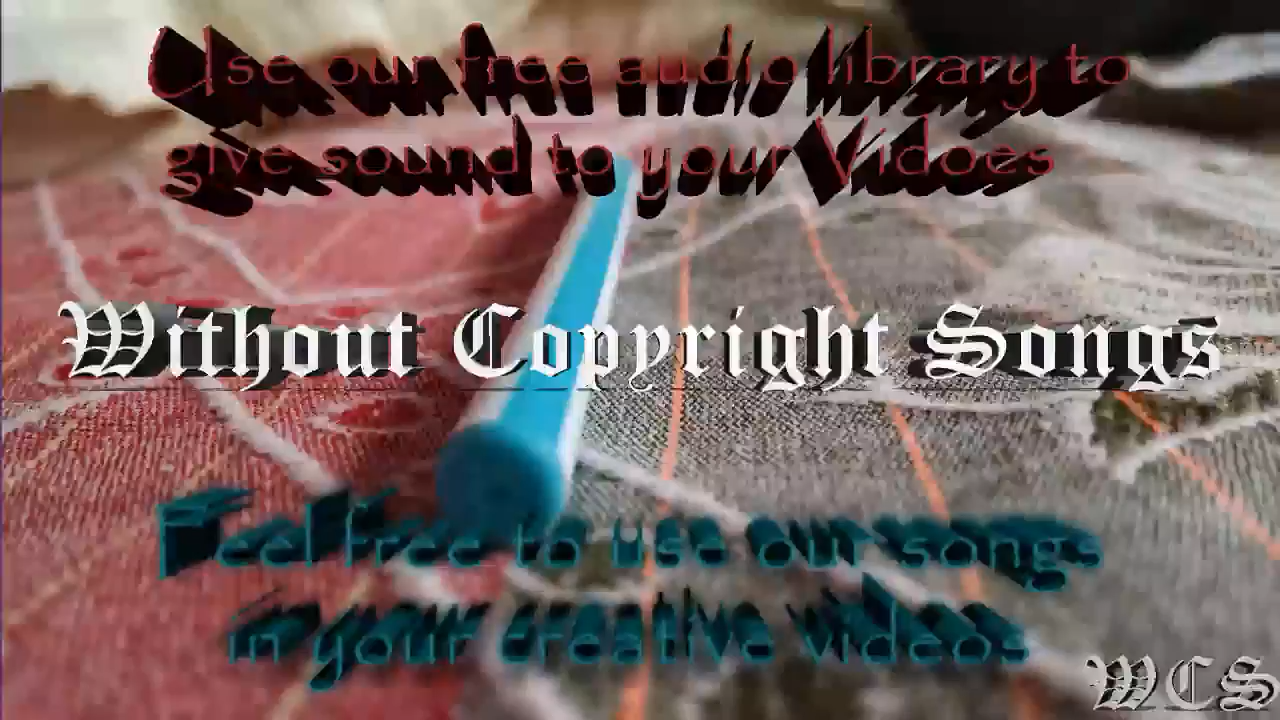 Use our free audio library to
give sound to your Vidoes
Without Copyright Songs
Feel free to use our songs
in your creative videos
WCS